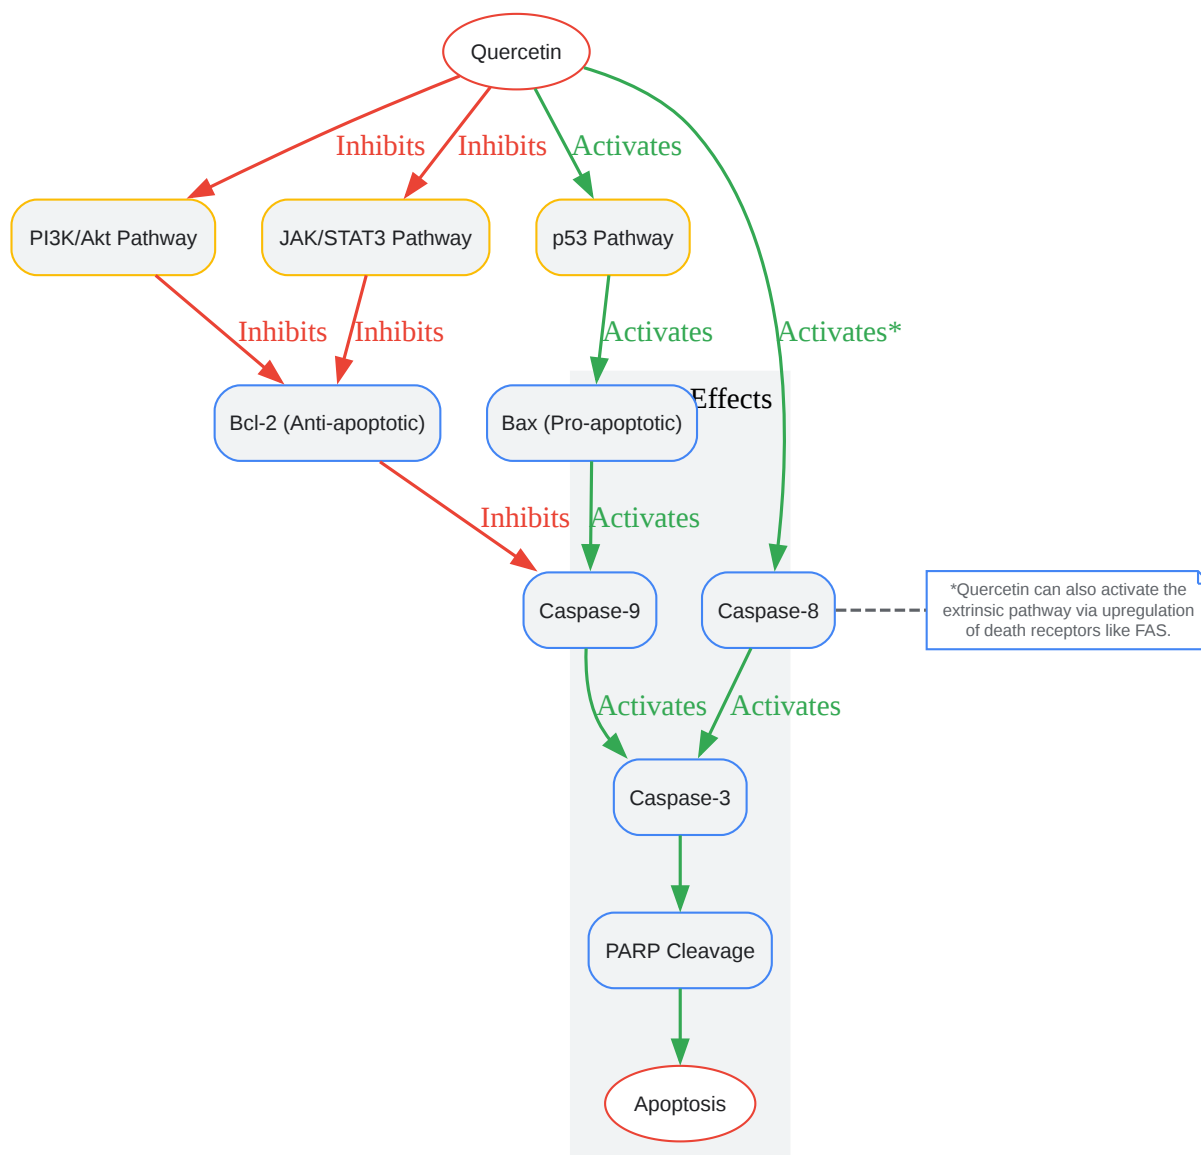 Quercetin
Inhibits
Inhibits
Activates
PI3K/Akt Pathway
JAK/STAT3 Pathway
p53 Pathway
Inhibits
Inhibits
Activates
Activates*
Effects
Bcl-2 (Anti-apoptotic)
Bax (Pro-apoptotic)
Inhibits
Activates
Caspase-9
Caspase-8
*Quercetin can also activate the
extrinsic pathway via upregulation
of death receptors like FAS.
Activates
Activates
Caspase-3
PARP Cleavage
Apoptosis